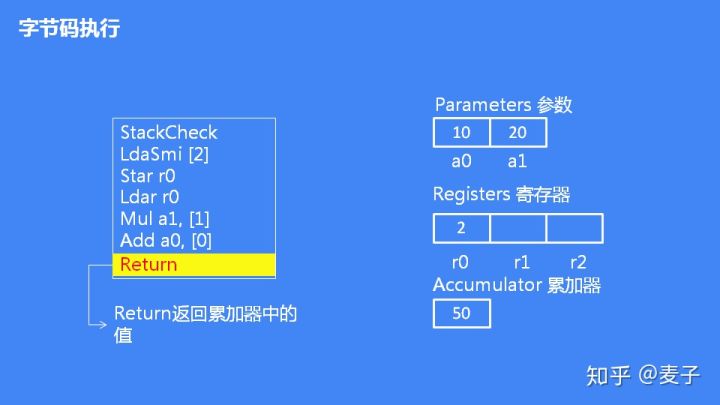 字节码执行
StackCheck
LdaSmi [2]
Star r0
Ldar r0
Mul a1, [1]
Add a0, [0]
Return
Return返回累加器中的
值
Parameters 参数
10 20
a0 a1
Registers 寄存器
2
r0 r1 r2
Accumulator 累加器
50
知乎 @麦子